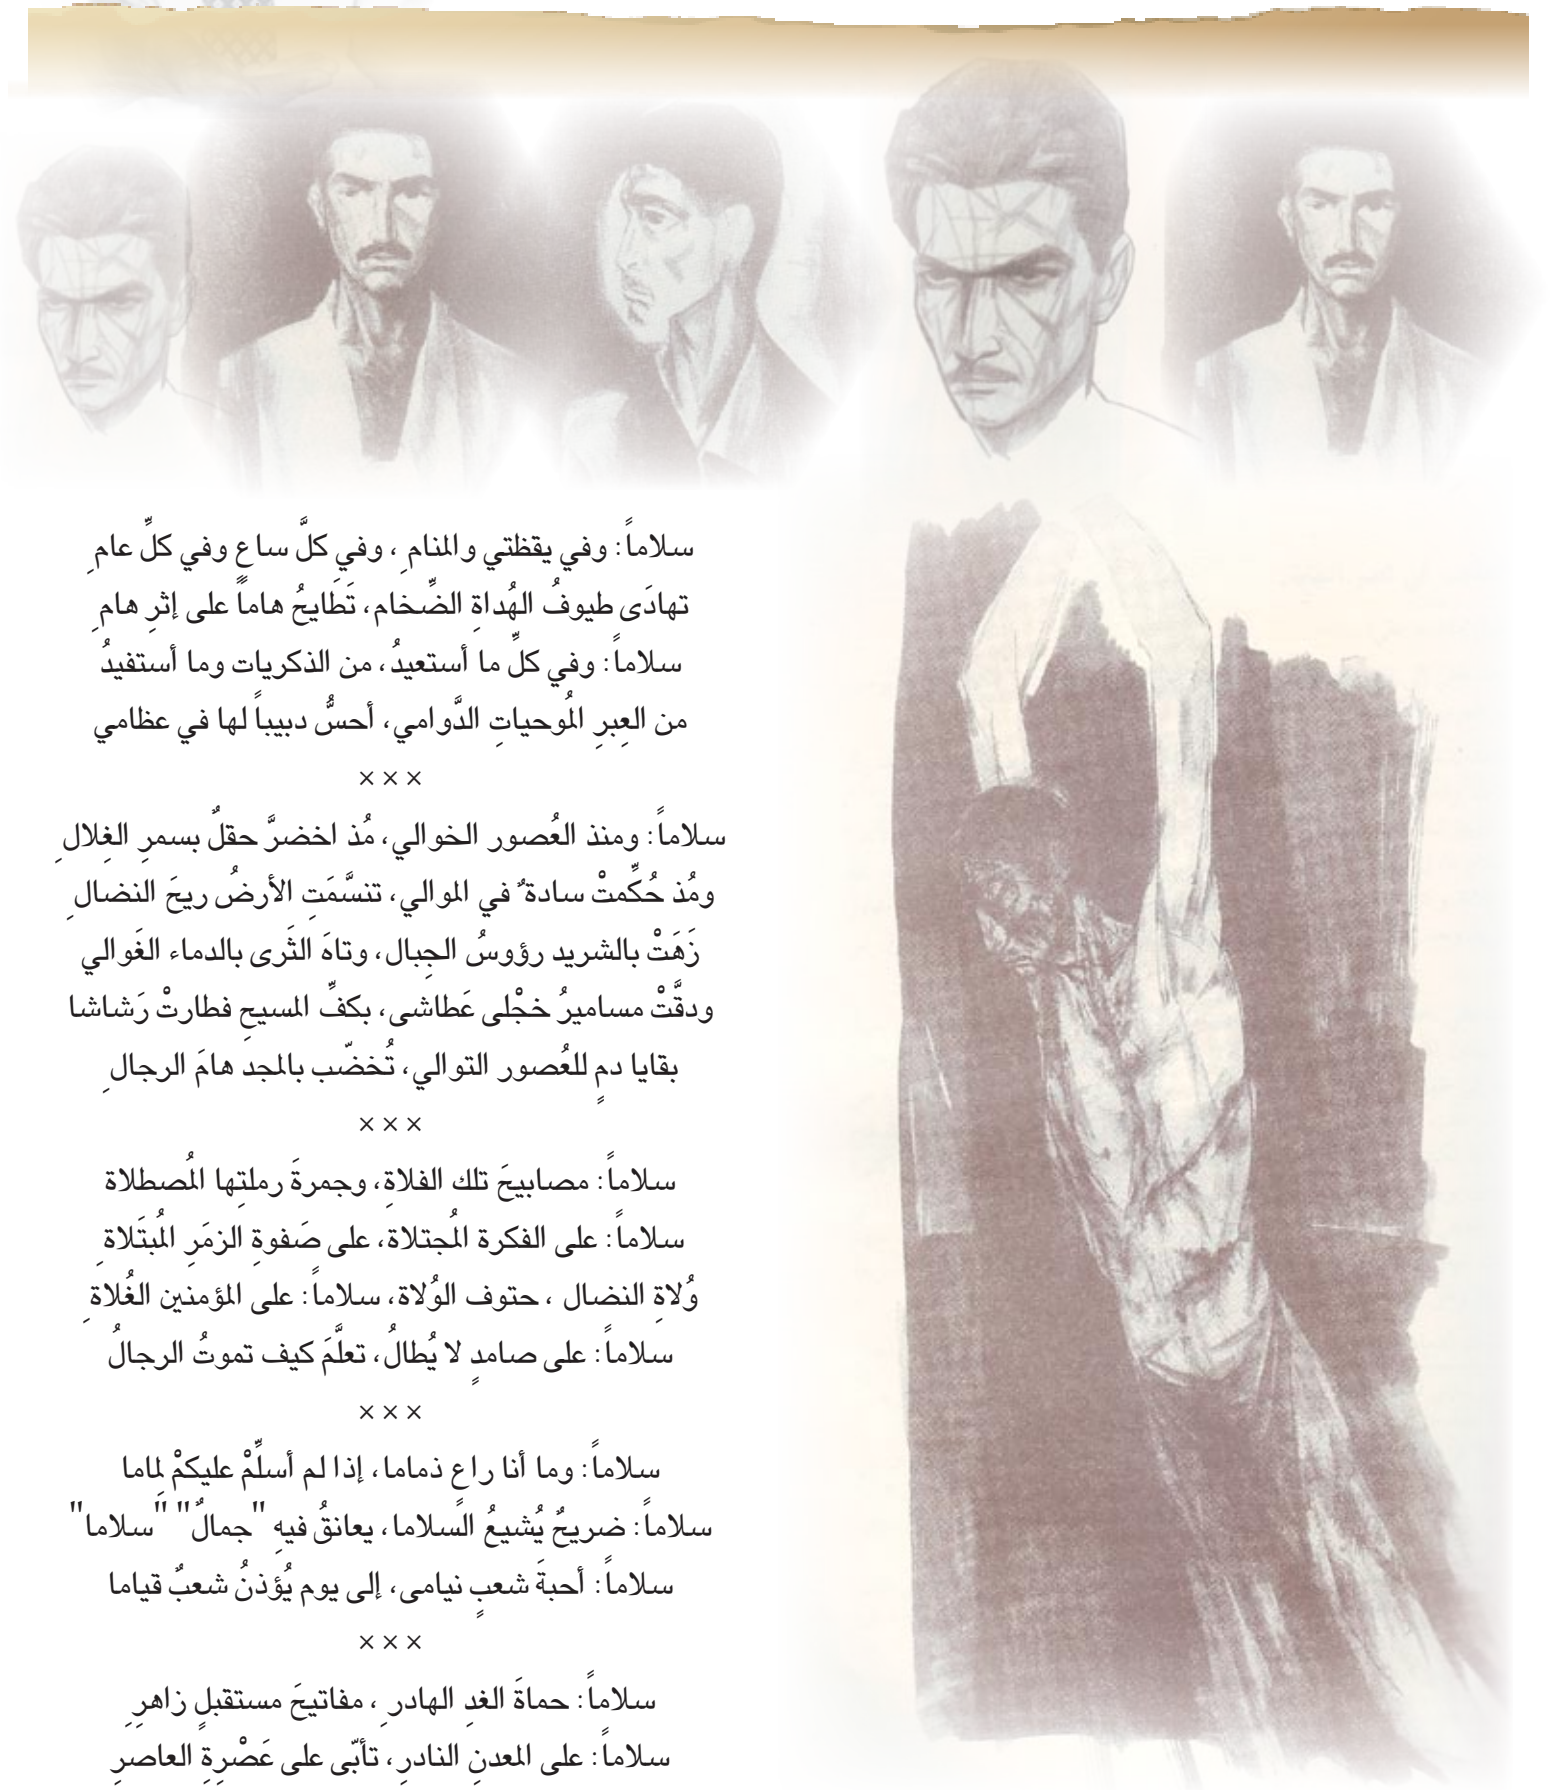 سلاماً: وفي يقظتي والمنامِ ، وفي كلَّ ساعٍ وفي كلِّ عامِ
تهادَى طيوفُ الهُداةِ الضِّخام، تَطَايحُ هاماً على إثرِ هامِ
سلاماً: وفي كلِّ ما أستعيدُ، من الذكريات وما أستفيدُ
من العِبرِ المُوحياتِ الدَّوامي، أحسُّ دبيباً لها في عظامي
×××
سلاماً: ومنذ العُصور الخوالي، مُذ اخضرَّ حقلٌ بسمرِ الغِلالِ
ومُذ حُكِّمتْ سادةٌ في الموالي، تنسَّمَتِ الأرضُ ريحَ النضالِ
زَهَتْ بالشريد رؤوسُ الجِبال، وتاهَ الثَرى بالدماء الغَوالي
ودقَّتْ مساميرُ خجْلى عَطاشى، بكفِّ المسيحِ فطارتْ رَشاشا
بقايا دمٍ للعُصور التوالي، تُخضّب بالمجد هامَ الرجالِ
×××
سلاماً: مصابيحَ تلك الفلاةِ، وجمرةَ رملتِها المُصطلاة
سلاماً: على الفكرة المُجتلاة، على صَفوةِ الزمَرِ المُبتَلاةِ
وُلاةِ النضال ، حتوف الوُلاة، سلاماً: على المؤمنين الغُلاةِ
سلاماً: على صامدٍ لا يُطالُ، تعلَّمَ كيف تموتُ الرجالُ
×××
سلاماً: وما أنا راعٍ ذماما، إذا لم أسلِّمْ عليكمْ لِماما
سلاماً: ضريحٌ يُشيعُ السلاما، يعانقُ فيهِ "جمالٌ" "سلاما"
سلاماً: أحبةَ شعبٍ نيامى، إلى يوم يُؤذنُ شعبٌ قياما
×××
سلاماً: حماةَ الغدِ الهادرِ ، مفاتيحَ مستقبلٍ زاهرِ
سلاماً: على المعدنِ النادرِ، تأبّى على عَصْرِةِ العاصرِ